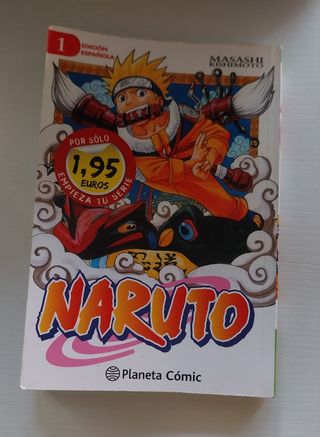 1
EDICIÓN
ESPAÑOLA
MASASHI
KISHIMOTO
POR SÓLO
1,95
EUROS
EMPIEZA TU SERIE
NARUTO
Planeta Cómic